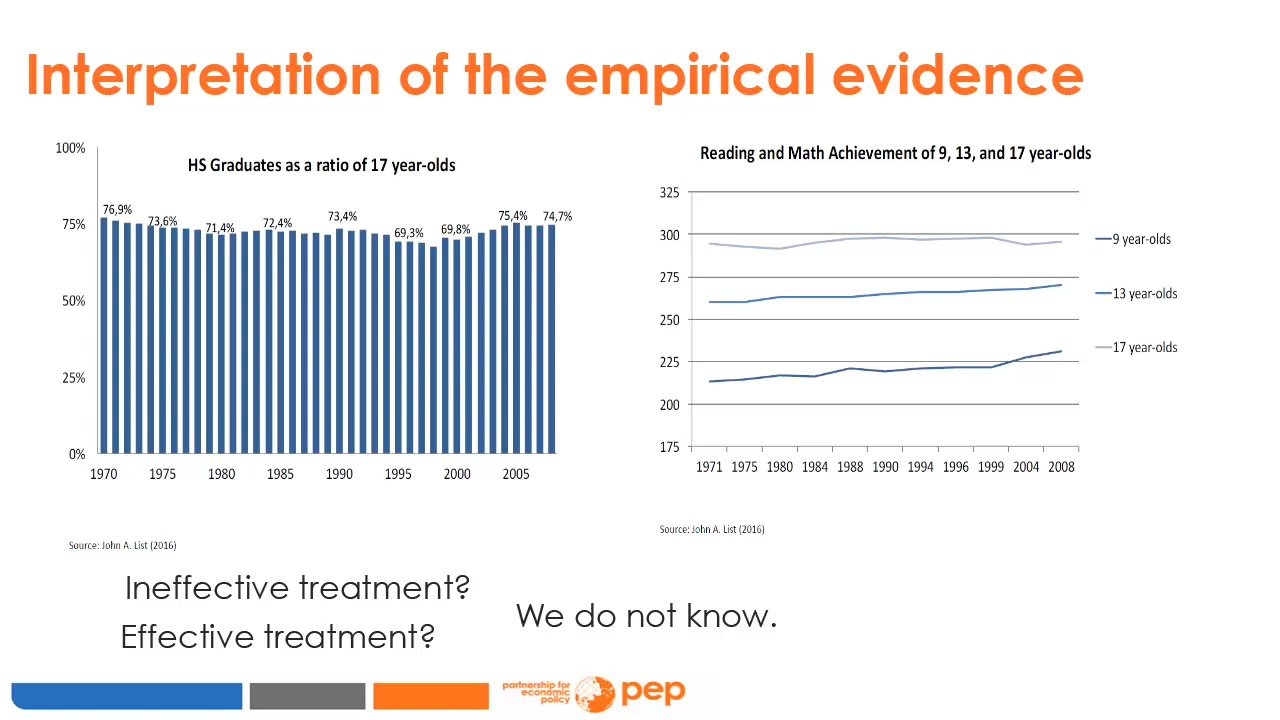 Interpretation of the empirical evidence
HS Graduates as a ratio of 17 year-olds
100%
75%
50%
25%
0%
76,9%
73,6%
71,4%
72,4%
73,4%
69,3%
69,8%
75,4%
74,7%
1970 1975 1980 1985 1990 1995 2000 2005
Source: John A. List (2016)
Reading and Math Achievement of 9, 13, and 17 year-olds
325
300
275
250
225
200
175
1971 1975 1980 1984 1988 1990 1994 1996 1999 2004 2008
9 year-olds
13 year-olds
17 year-olds
Source: John A. List (2016)
Ineffective treatment?
Effective treatment?
We do not know.
partnership for
economic
policy
pep